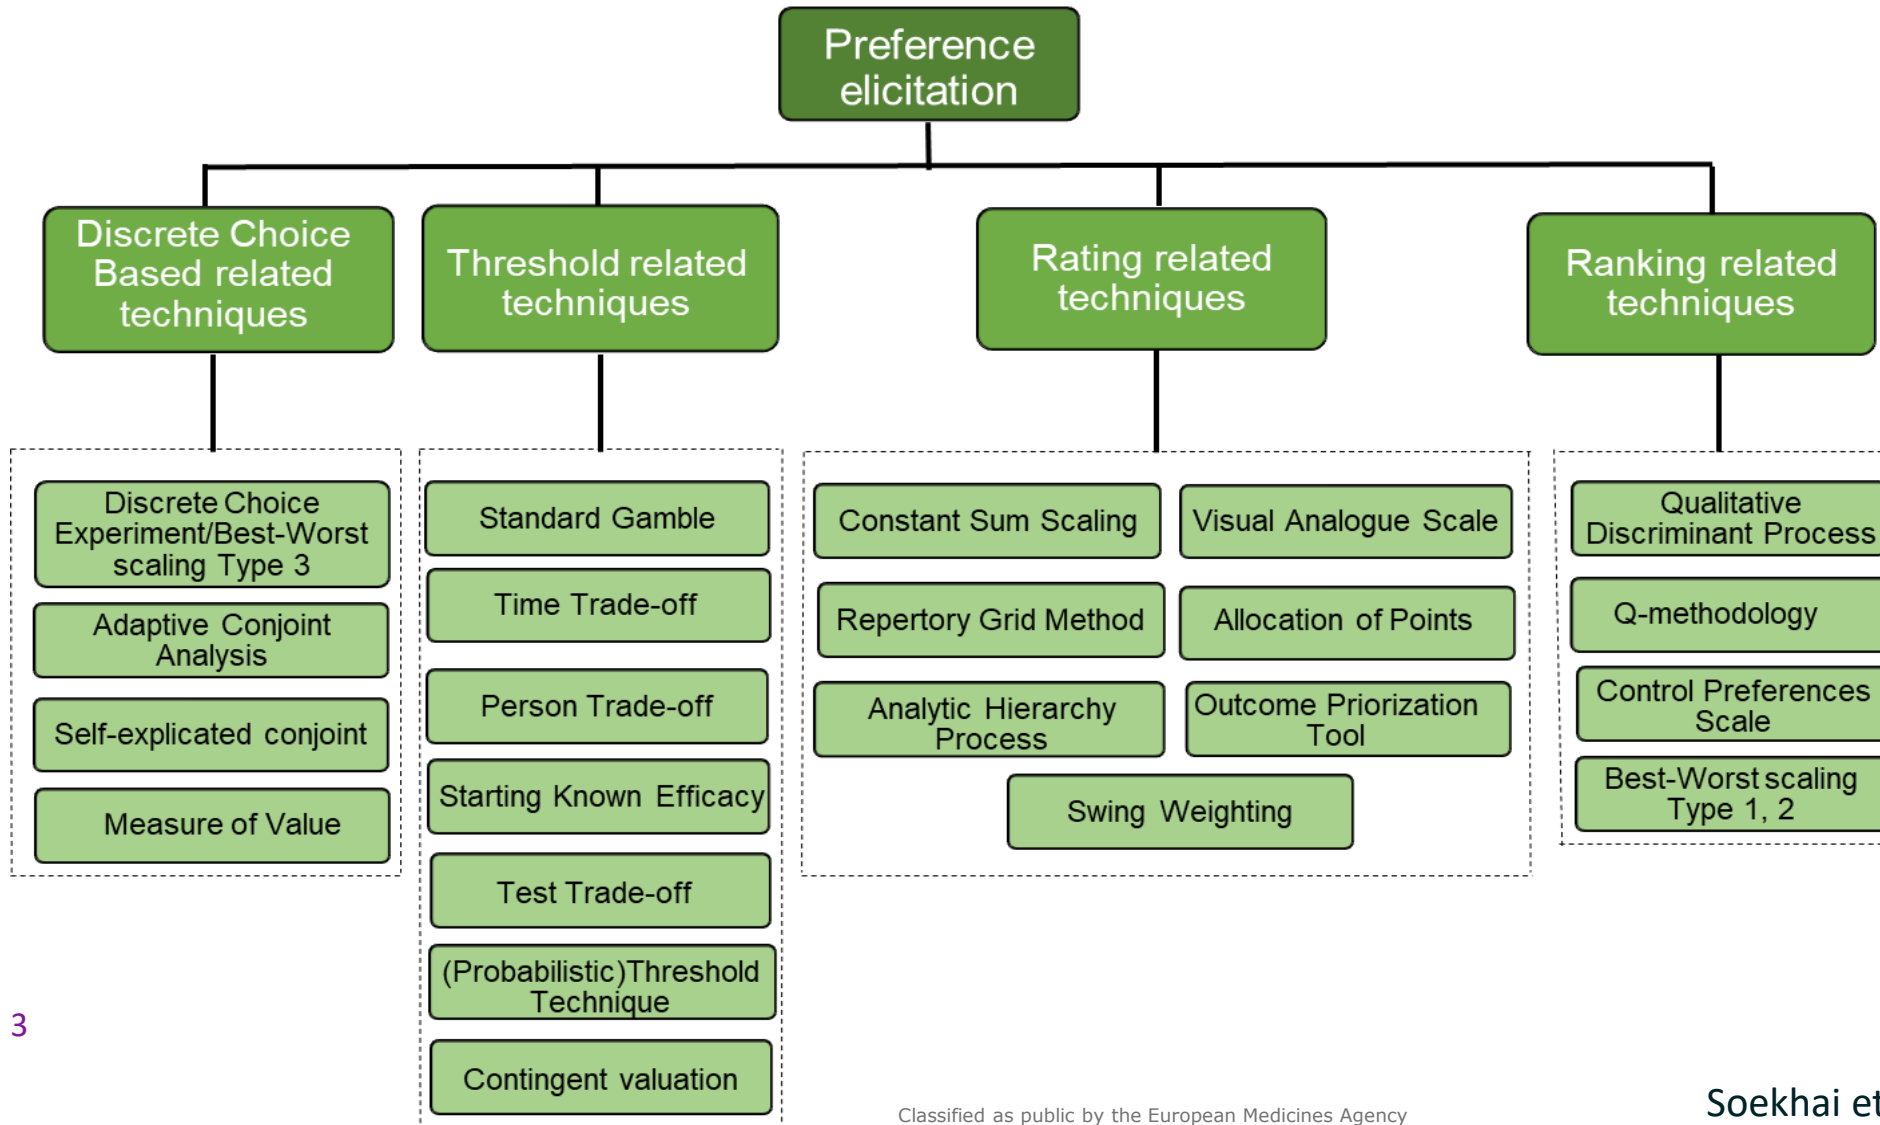 Preference
elicitation
Discrete Choice
Based related
techniques
Threshold related
techniques
Rating related
techniques
Ranking related
techniques
Discrete Choice
Experiment/Best-Worst
scaling Type 3
Adaptive Conjoint
Analysis
Self-explicated conjoint
Measure of Value
Standard Gamble
Time Trade-off
Person Trade-off
Starting Known Efficacy
Test Trade-off
(Probabilistic)Threshold
Technique
Contingent valuation
Constant Sum Scaling
Visual Analogue Scale
Repertory Grid Method
Allocation of Points
Analytic Hierarchy
Process
Outcome Priorization
Tool
Swing Weighting
Qualitative
Discriminant Process
Q-methodology
Control Preferences
Scale
Best-Worst scaling
Type 1, 2
3
Classified as public by the European Medicines Agency
Soekhai et